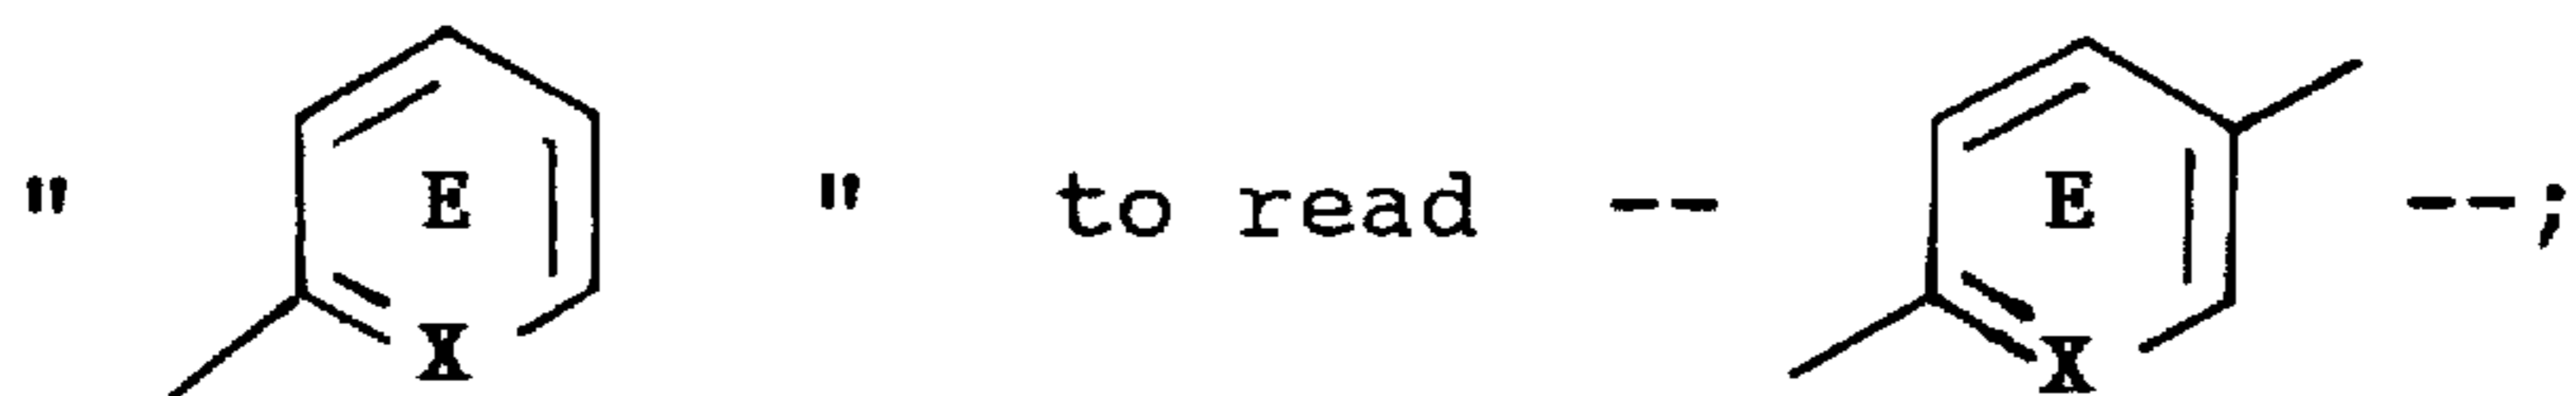 " E " to read -- E --;
X X